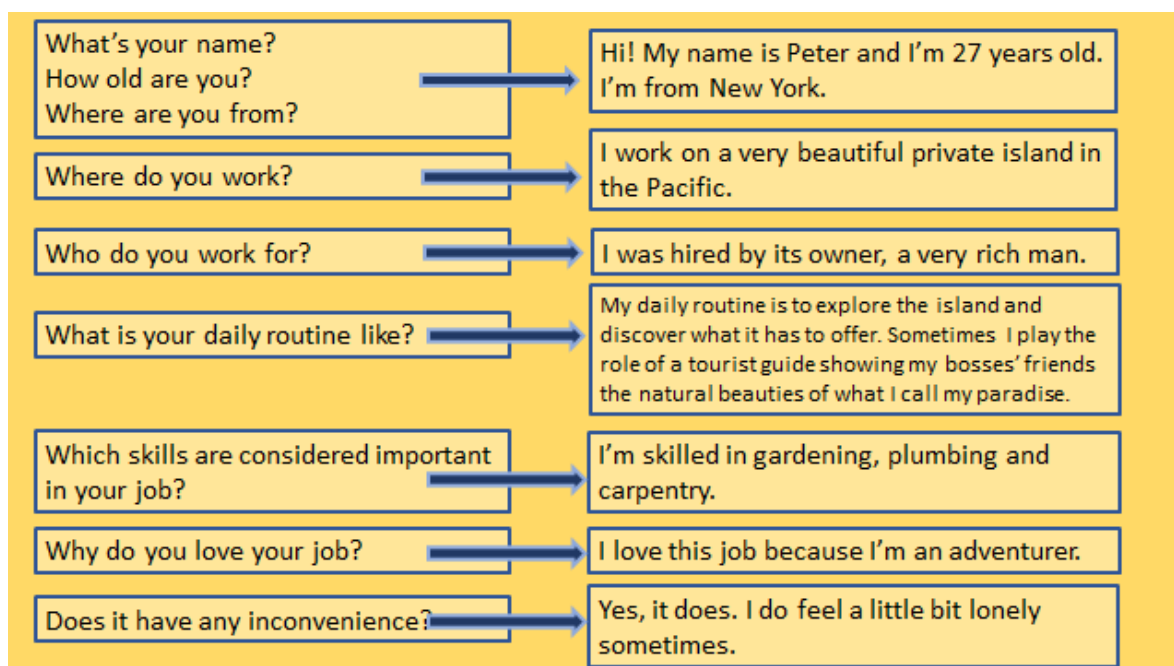 What's your name?
How old are you?
Where are you from?
Hi! My name is Peter and I'm 27 years old.
I'm from New York.
Where do you work?
I work on a very beautiful private island in
the Pacific.
Who do you work for?
I was hired by its owner, a very rich man.
What is your daily routine like?
My daily routine is to explore the island and
discover what it has to offer. Sometimes I play the
role of a tourist guide showing my bosses' friends
the natural beauties of what I call my paradise.
Which skills are considered important
in your job?
I'm skilled in gardening, plumbing and
carpentry.
Why do you love your job?
I love this job because I'm an adventurer.
Does it have any inconvenience?
Yes, it does. I do feel a little bit lonely
sometimes.